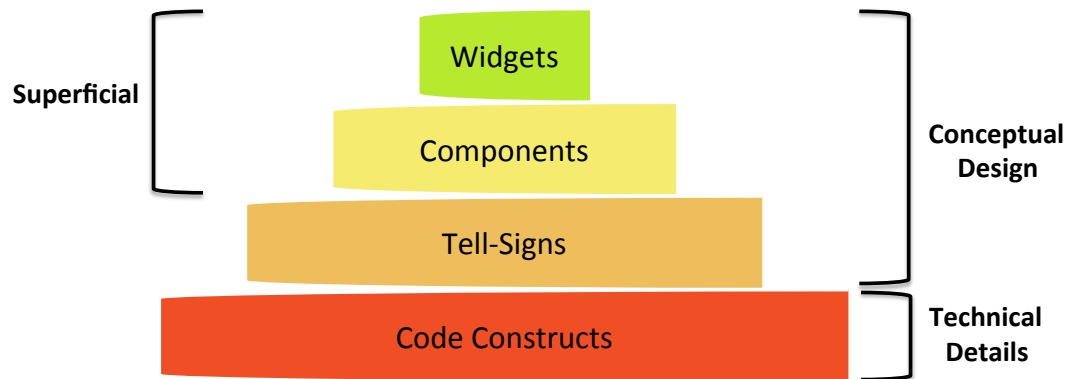 Widgets
Superficial
Components
Conceptual
Design
Tell-Signs
Code Constructs
Technical
Details